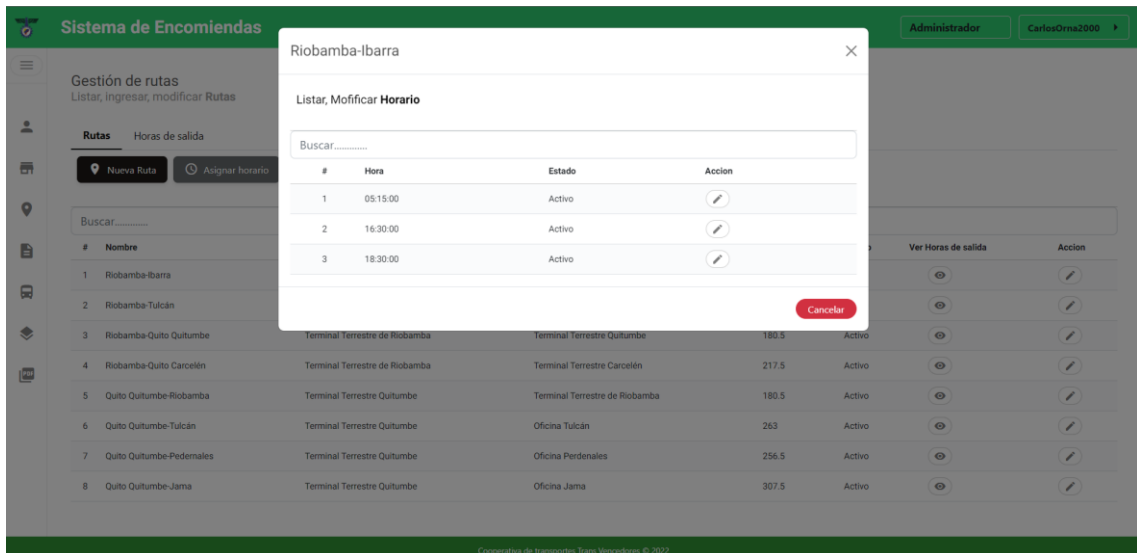 Sistema de Encomiendas
Administrador
CarlosOrna2000
Riobamba-Ibarra
Listar, Mofificar Horario
Buscar............
# Hora Estado Accion
1 05:15:00 Activo
2 16:30:00 Activo
3 18:30:00 Activo
Cancelar
Gestión de rutas
Listar, ingresar, modificar Rutas
Rutas Horas de salida
Nueva Ruta Asignar horario
Buscar............
# Nombre Ver Horas de salida Accion
1 Riobamba-Ibarra
2 Riobamba-Tulcán
3 Riobamba-Quito Quitumbe Terminal Terrestre de Riobamba Terminal Terrestre Quitumbe 180.5 Activo
4 Riobamba-Quito Carcelén Terminal Terrestre de Riobamba Terminal Terrestre Carcelén 217.5 Activo
5 Quito Quitumbe-Riobamba Terminal Terrestre Quitumbe Terminal Terrestre de Riobamba 180.5 Activo
6 Quito Quitumbe-Tulcán Terminal Terrestre Quitumbe Oficina Tulcán 263 Activo
7 Quito Quitumbe-Pedernales Terminal Terrestre Quitumbe Oficina Perdenales 256.5 Activo
8 Quito Quitumbe-Jama Terminal Terrestre Quitumbe Oficina Jama 307.5 Activo
PDF
Cooperativa de transportes Trans Vencedores © 2022